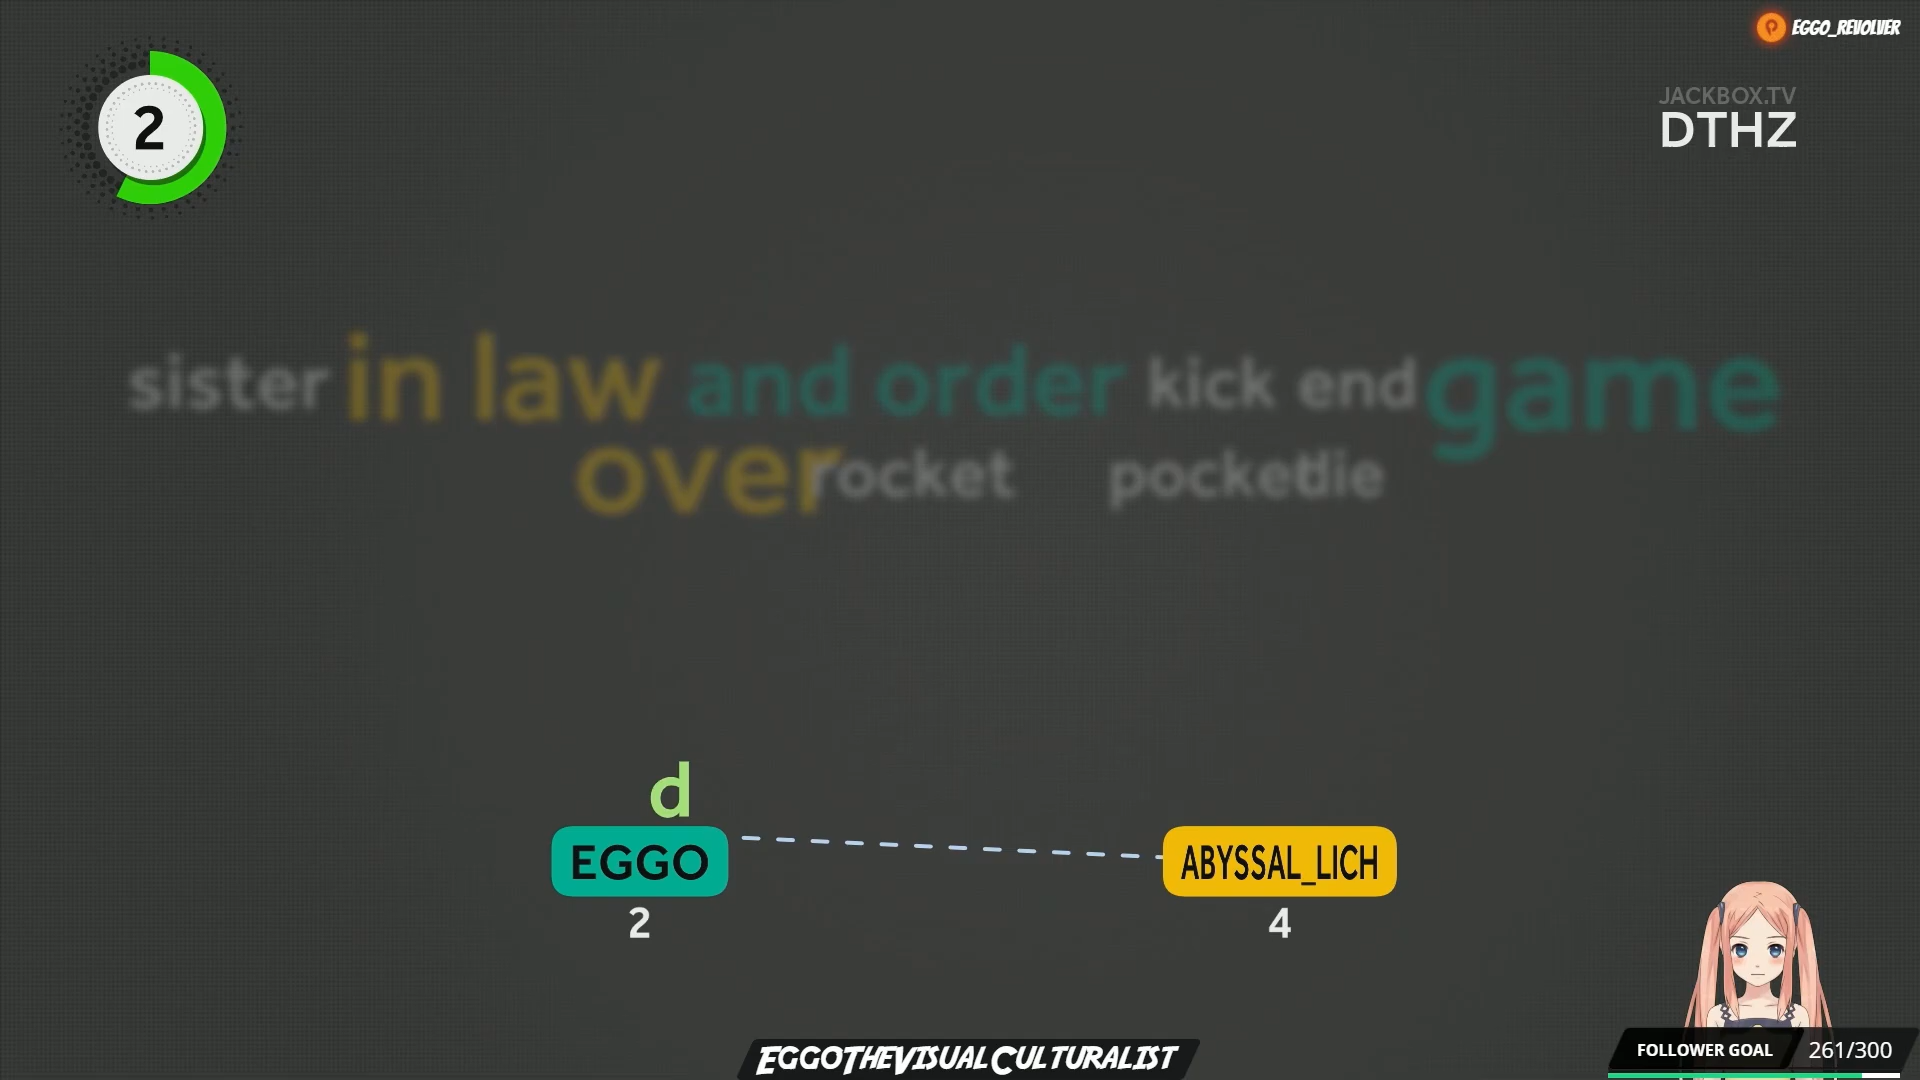 EGGO_REVOLVER
2
JACKBOX.TV
DTHZ
sister in law and order kick end game
over rocket pocket die
d
EGGO
ABYSSAL_LICH
2
4
EGGOTHEVISUALCULTURALIST
FOLLOWER GOAL 261/300